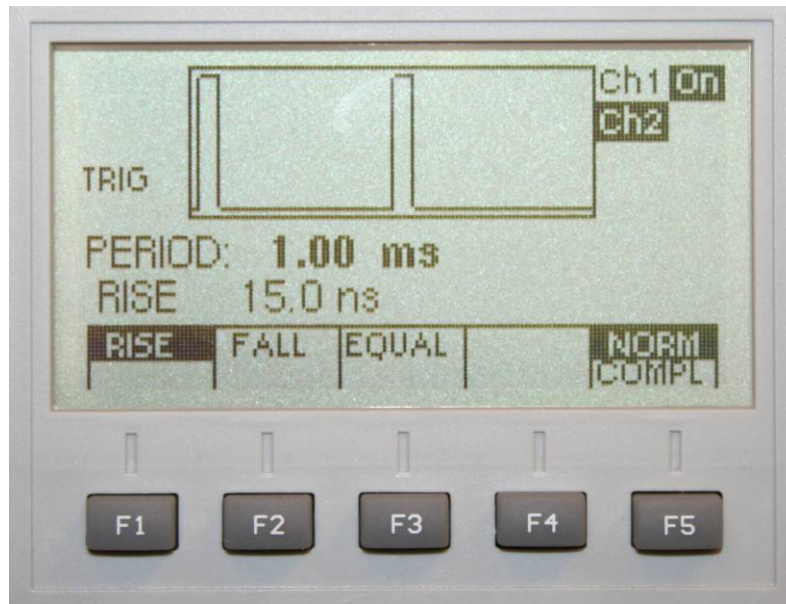 Ch1 On
Ch2
TRIG
PERIOD: 1.00 ms
RISE 15.0 ns
RISE FALL EQUAL NORM
COMPL
F1 F2 F3 F4 F5